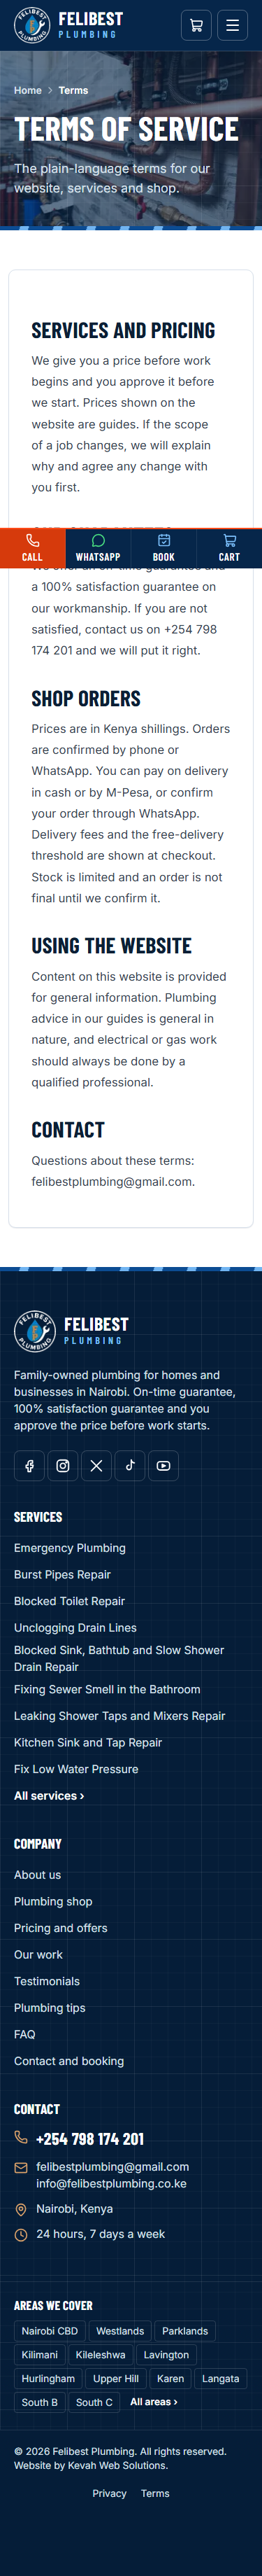 FELIBEST
PLUMBING
Home > Terms
TERMS OF SERVICE
The plain-language terms for our
website, services and shop.
SERVICES AND PRICING
We give you a price before work
begins and you approve it before
we start. Prices shown on the
website are guides. If the scope
of a job changes, we will explain
why and agree any change with
you first.
CALL
WHATSAPP
BOOK
CART
a 100% satisfaction guarantee on
our workmanship. If you are not
satisfied, contact us on +254 798
174 201 and we will put it right.
SHOP ORDERS
Prices are in Kenya shillings. Orders
are confirmed by phone or
WhatsApp. You can pay on delivery
in cash or by M-Pesa, or confirm
your order through WhatsApp.
Delivery fees and the free-delivery
threshold are shown at checkout.
Stock is limited and an order is not
final until we confirm it.
USING THE WEBSITE
Content on this website is provided
for general information. Plumbing
advice in our guides is general in
nature, and electrical or gas work
should always be done by a
qualified professional.
CONTACT
Questions about these terms:
felibestplumbing@gmail.com.
FELIBEST
PLUMBING
Family-owned plumbing for homes and
businesses in Nairobi. On-time guarantee,
100% satisfaction guarantee and you
approve the price before work starts.
SERVICES
Emergency Plumbing
Burst Pipes Repair
Blocked Toilet Repair
Unclogging Drain Lines
Blocked Sink, Bathtub and Slow Shower
Drain Repair
Fixing Sewer Smell in the Bathroom
Leaking Shower Taps and Mixers Repair
Kitchen Sink and Tap Repair
Fix Low Water Pressure
All services ›
COMPANY
About us
Plumbing shop
Pricing and offers
Our work
Testimonials
Plumbing tips
FAQ
Contact and booking
CONTACT
+254 798 174 201
felibestplumbing@gmail.com
info@felibestplumbing.co.ke
Nairobi, Kenya
24 hours, 7 days a week
AREAS WE COVER
Nairobi CBD Westlands Parklands
Kilimani Kileleshwa Lavington
Hurlingham Upper Hill Karen Langata
South B South C All areas ›
© 2026 Felibest Plumbing. All rights reserved.
Website by Kevah Web Solutions.
Privacy Terms